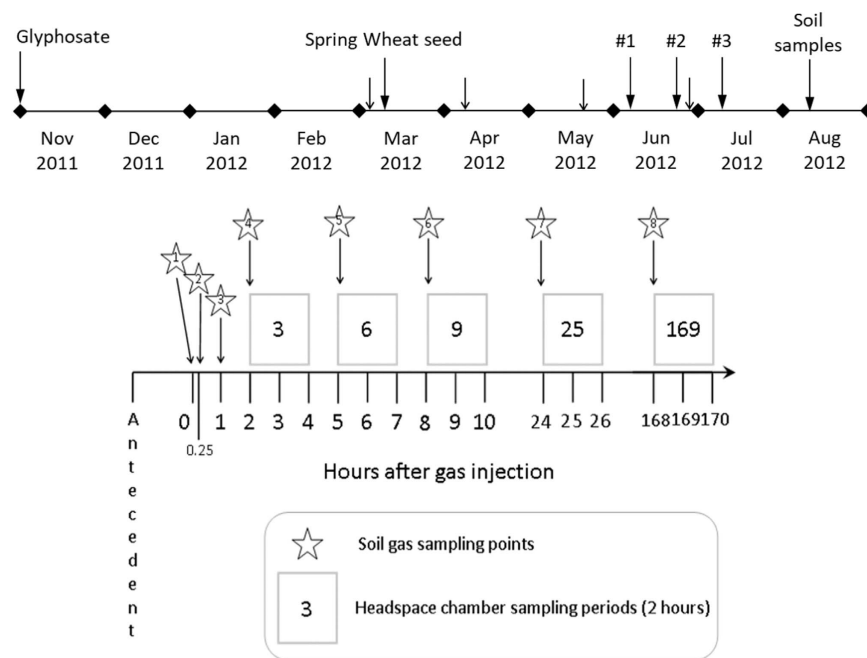 Glyphosate
Spring Wheat seed
#1 #2 #3
Soil
samples
Nov Dec Jan Feb Mar Apr May Jun Jul Aug
2011 2011 2012 2012 2012 2012 2012 2012 2012 2012
4 5 6 7 8
1
2
3
3 6 9 25 169
0 1 2 3 4 5 6 7 8 9 10 24 25 26 168 169 170
0.25
Antecedent
Hours after gas injection
Soil gas sampling points
3 Headspace chamber sampling periods (2 hours)